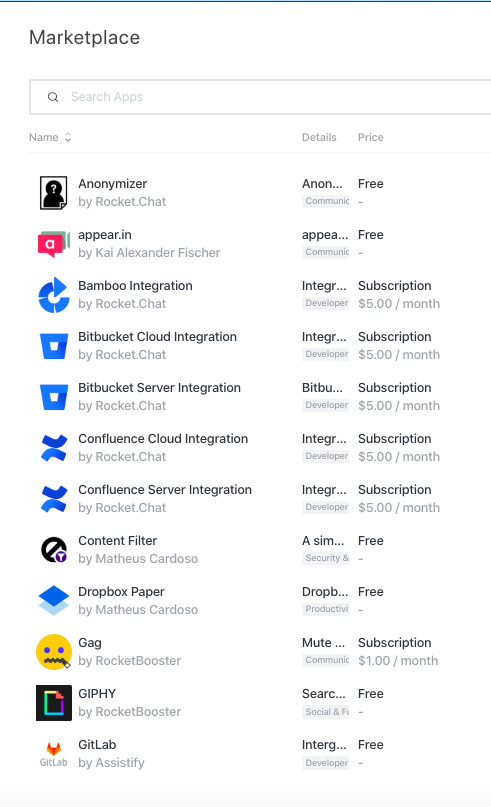 Marketplace
Search Apps
Name Details Price
Anonymizer Anon... Free
by Rocket.Chat Communic -
appear.in appea... Free
by Kai Alexander Fischer Communic -
Bamboo Integration Integr... Subscription
by Rocket.Chat Developer $5.00 / month
Bitbucket Cloud Integration Integr... Subscription
by Rocket.Chat Developer $5.00 / month
Bitbucket Server Integration Bitbu... Subscription
by Rocket.Chat Developer $5.00 / month
Confluence Cloud Integration Integr... Subscription
by Rocket.Chat Developer $5.00 / month
Confluence Server Integration Integr... Subscription
by Rocket.Chat Developer $5.00 / month
Content Filter A sim... Free
by Matheus Cardoso Security & -
Dropbox Paper Dropb... Free
by Matheus Cardoso Productivi -
Gag Mute ... Subscription
by RocketBooster Communic $1.00 / month
GIPHY Searc... Free
by RocketBooster Social & Fu -
GitLab Interg... Free
GitLab by Assistify Developer -